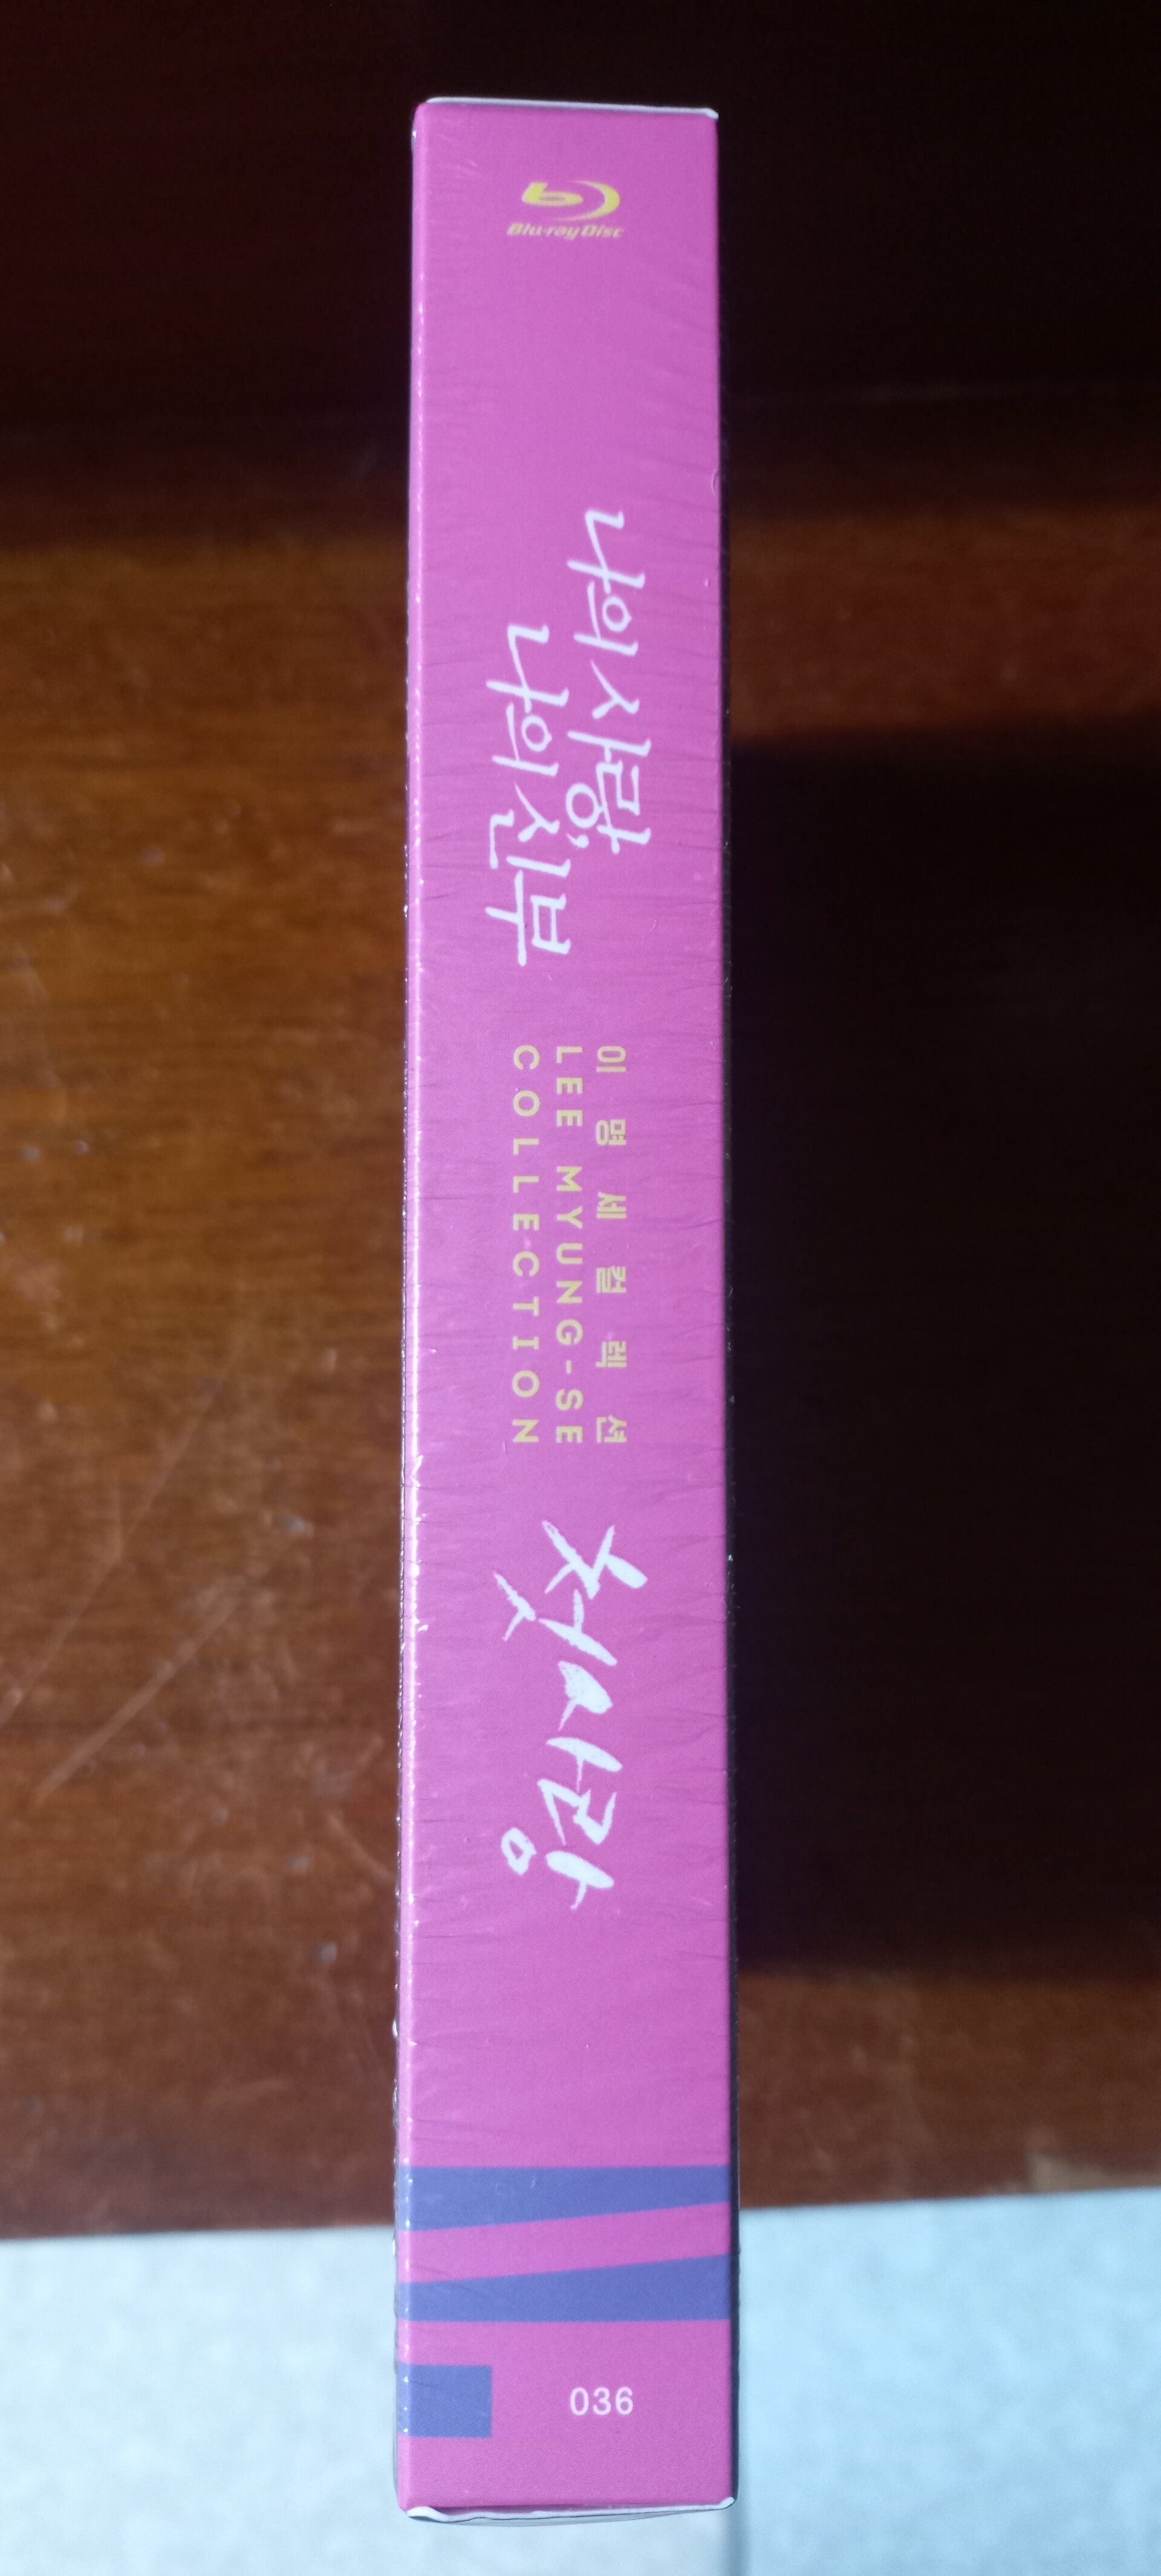 Blu-ray Disc
나의 사랑,
나의 신부
이명세 컬렉션
LEE MYUNG-SE
COLLECTION
첫사랑
036